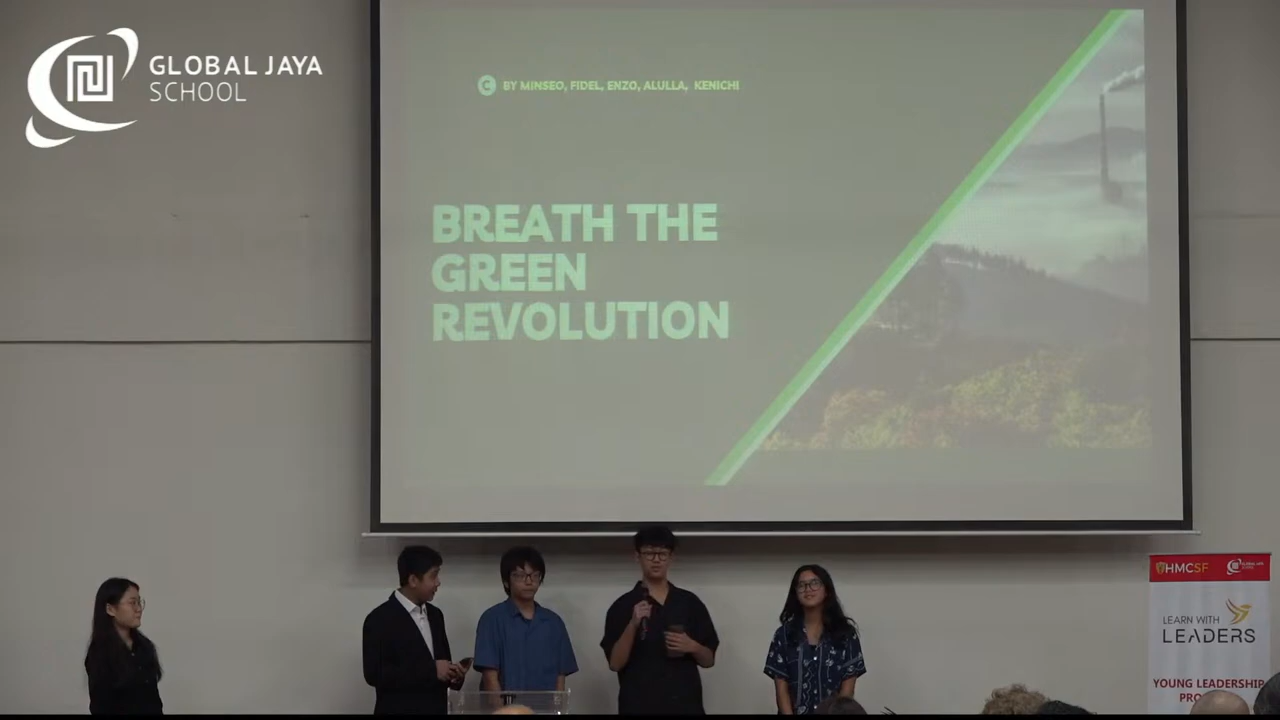 GLOBAL JAYA
SCHOOL
C BY MINSEO, FIDEL, ENZO, ALULLA, KENICHI
BREATH THE
GREEN
REVOLUTION
HMCSF
LEARN WITH
LEADERS
YOUNG LEADERSHIP